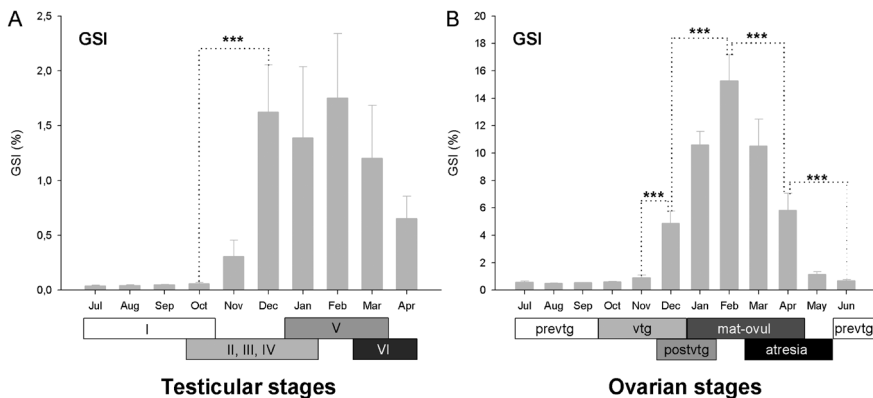 A
GSI
***
GSI (%)
2,5
2,0
1,5
1,0
0,5
0,0
Jul Aug Sep Oct Nov Dec Jan Feb Mar Apr
I V
II, III, IV VI
Testicular stages
B
GSI
*** ***
***
***
GSI (%)
20
18
16
14
12
10
8
6
4
2
0
Jul Aug Sep Oct Nov Dec Jan Feb Mar Apr May Jun
prevtg vtg mat-ovul prevtg
postvtg atresia
Ovarian stages